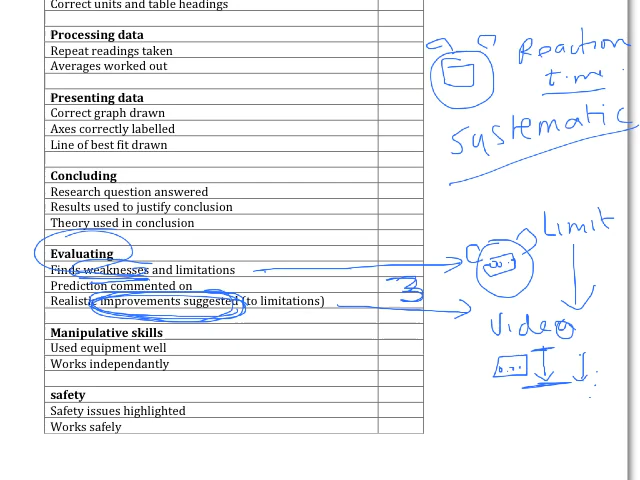 Correct units and table headings
Processing data
Repeat readings taken
Averages worked out
Presenting data
Correct graph drawn
Axes correctly labelled
Line of best fit drawn
Concluding
Research question answered
Results used to justify conclusion
Theory used in conclusion
Evaluating
Finds weaknesses and limitations
Prediction commented on
Realistic improvements suggested (to limitations)
Manipulative skills
Used equipment well
Works independantly
safety
Safety issues highlighted
Works safely
Reaction
time
Systematic
Limit
3
Video